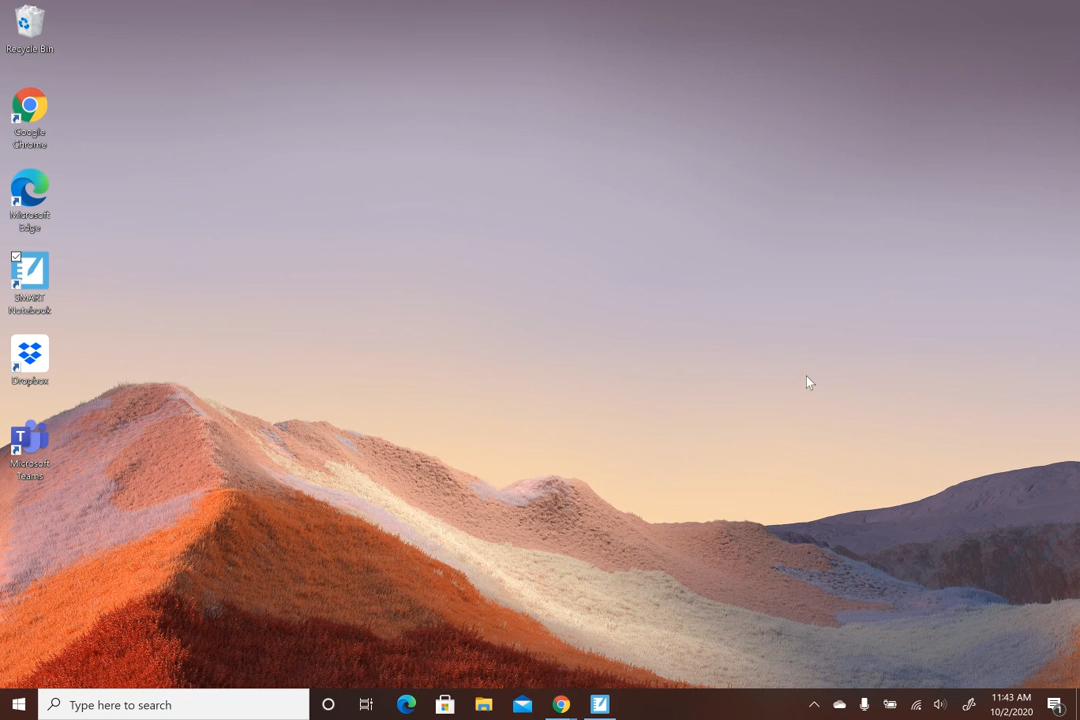 Recycle Bin
Google
Chrome
Microsoft
Edge
SMART
Notebook
Dropbox
T
Microsoft
Teams
Type here to search
11:43 AM
10/2/2020
1